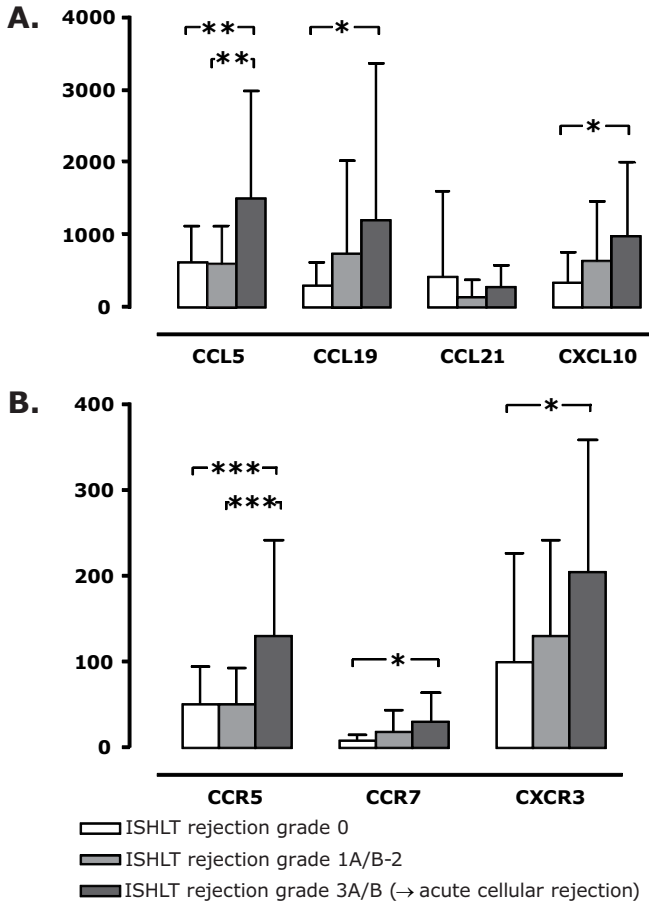 A.
4000
3000
2000
1000
0
** * *
**
CCL5 CCL19 CCL21 CXCL10
B.
400
300
200
100
0
*
***
***
*
CCR5 CCR7 CXCR3
ISHLT rejection grade 0
ISHLT rejection grade 1A/B-2
ISHLT rejection grade 3A/B (→ acute cellular rejection)